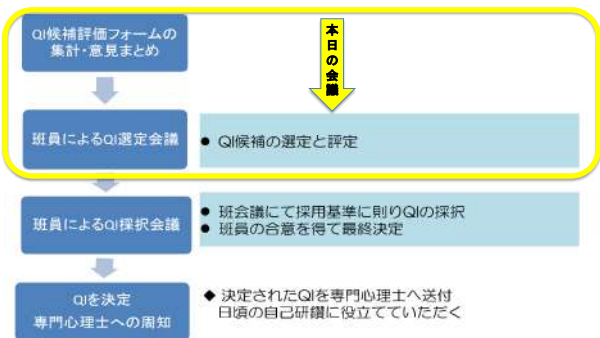 QI候補評価フォームの
集計・意見まとめ
本日の会議
班員によるQI選定会議
● QI候補の選定と評定
班員によるQI採択会議
● 班会議にて採用基準に則りQIの採択
● 班員の合意を得て最終決定
QIを決定
専門心理士への周知
◆ 決定されたQIを専門心理士へ送付
日頃の自己研鑽に役立てていただく